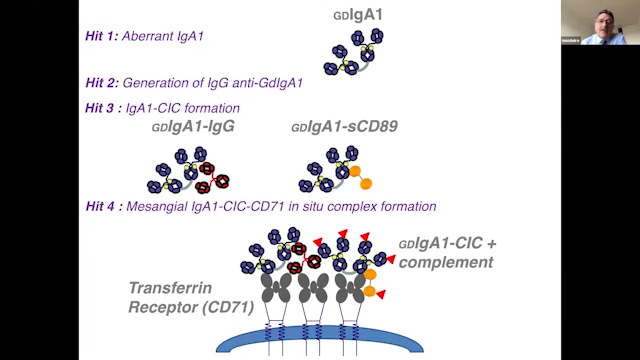 GDIgA1
Hit 1: Aberrant IgA1
Hit 2: Generation of IgG anti-GdIgA1
Hit 3 : IgA1-CIC formation
GDIgA1-IgG
GDIgA1-sCD89
Hit 4 : Mesangial IgA1-CIC-CD71 in situ complex formation
GDIgA1-CIC +
complement
Transferrin
Receptor (CD71)